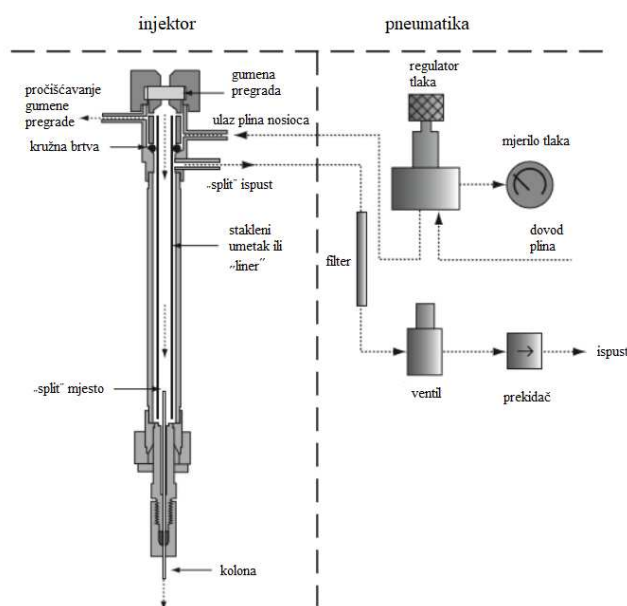 injektor
pneumatika
pročišćavanje
gumene
pregrade
gumena
pregrada
kružna brtva
ulaz plina nosioca
„split˝ ispust
stakleni
umetak ili
„liner˝
„split˝ mjesto
kolona
regulator
tlaka
mjerilo tlaka
dovod
plina
filter
ventil
prekidač
ispust